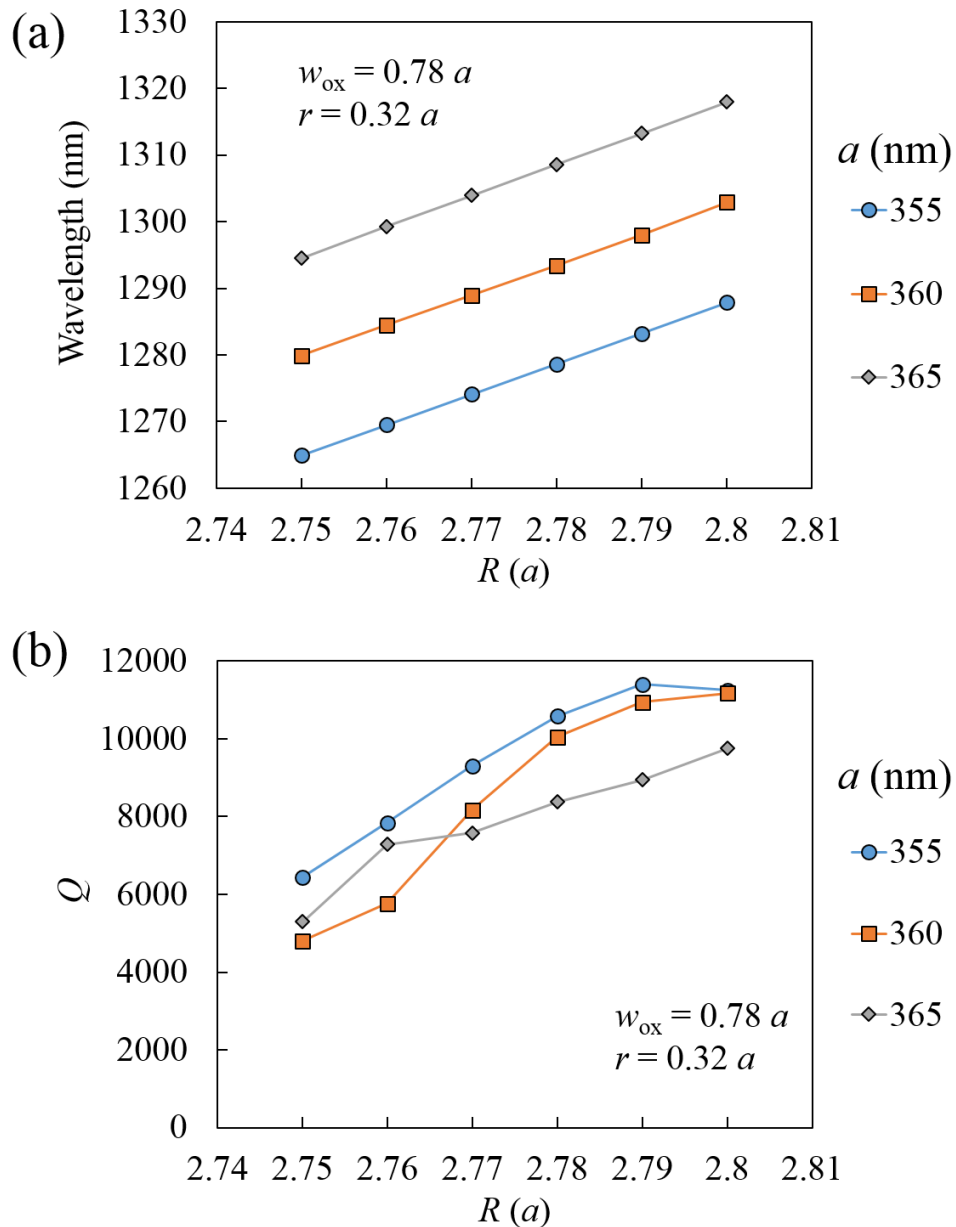 (a)
1330
1320
1310
1300
1290
1280
1270
1260
Wavelength (nm)
w_ox = 0.78 a
r = 0.32 a
2.74 2.75 2.76 2.77 2.78 2.79 2.8 2.81
R (a)
a (nm)
355
360
365
(b)
12000
10000
8000
6000
4000
2000
0
Q
w_ox = 0.78 a
r = 0.32 a
2.74 2.75 2.76 2.77 2.78 2.79 2.8 2.81
R (a)
a (nm)
355
360
365